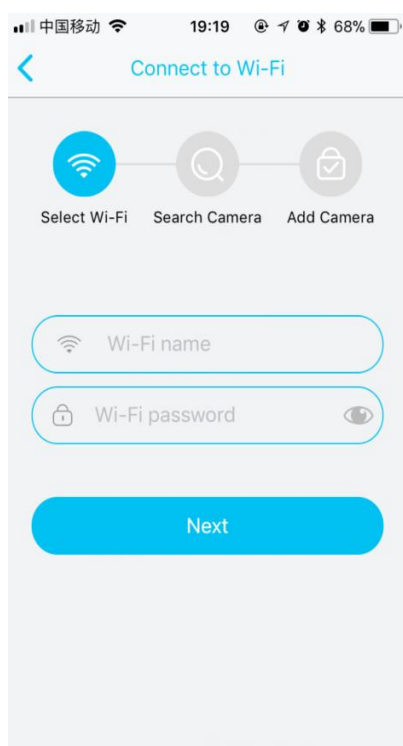 中国移动 19:19 68%
Connect to Wi-Fi
Select Wi-Fi Search Camera Add Camera
Wi-Fi name
Wi-Fi password
Next